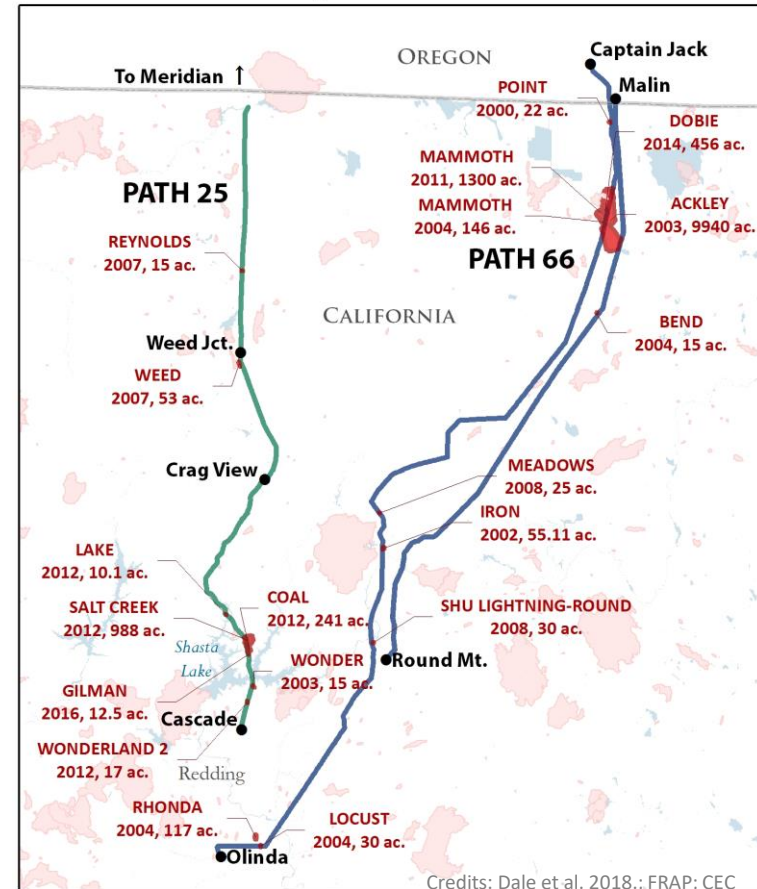 Captain Jack
OREGON
To Meridian ↑
Malin
POINT
2000, 22 ac.
DOBIE
2014, 456 ac.
MAMMOTH
2011, 1300 ac.
MAMMOTH
2004, 146 ac.
ACKLEY
2003, 9940 ac.
PATH 25
PATH 66
REYNOLDS
2007, 15 ac.
CALIFORNIA
BEND
2004, 15 ac.
Weed Jct.
WEED
2007, 53 ac.
Crag View
MEADOWS
2008, 25 ac.
IRON
2002, 55.11 ac.
LAKE
2012, 10.1 ac.
SALT CREEK
2012, 988 ac.
COAL
2012, 241 ac.
SHU LIGHTNING-ROUND
2008, 30 ac.
Shasta
Lake
WONDER
2003, 15 ac.
Round Mt.
GILMAN
2016, 12.5 ac.
Cascade
WONDERLAND 2
2012, 17 ac.
Redding
RHONDA
2004, 117 ac.
LOCUST
2004, 30 ac.
Olinda
Credits: Dale et al. 2018.; FRAP; CEC